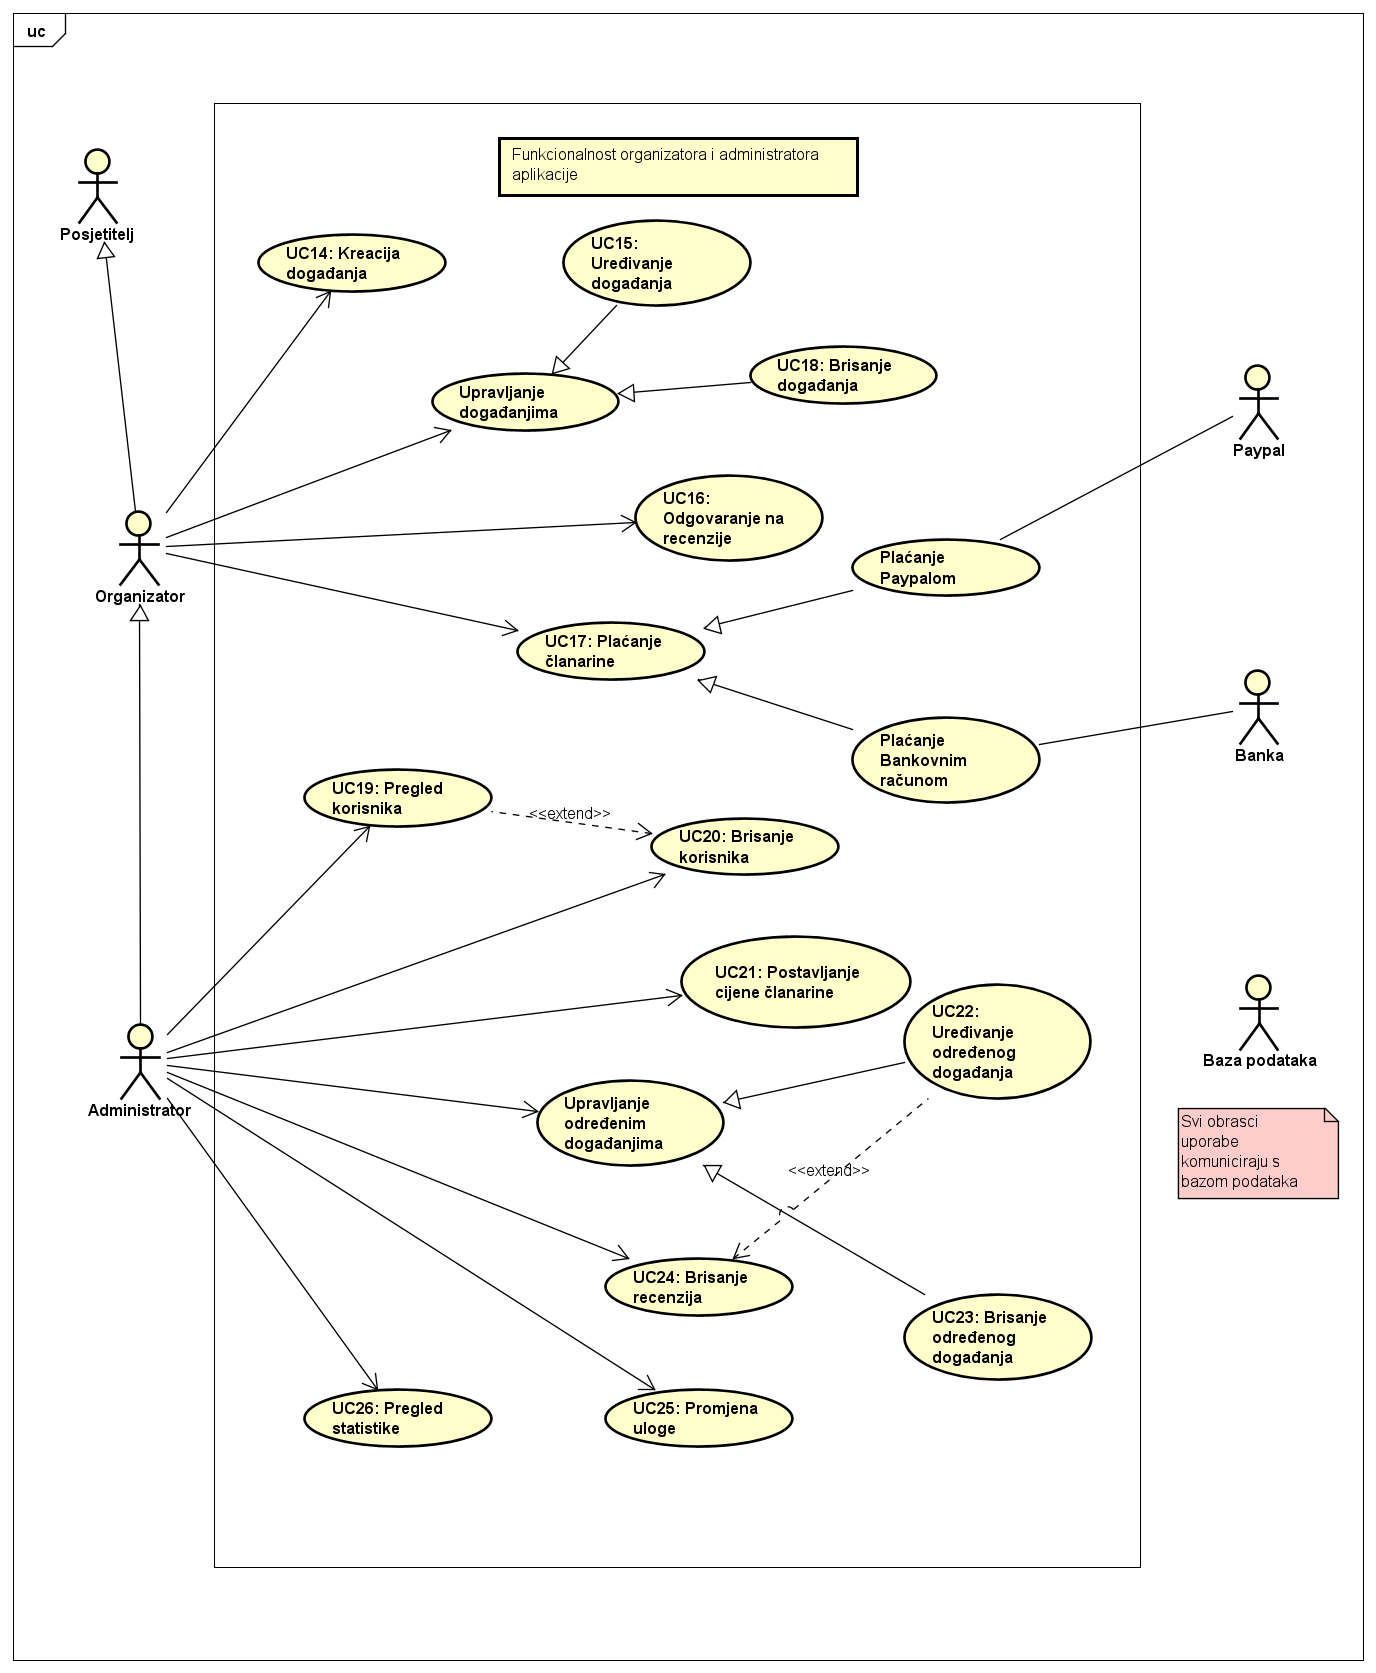 uc
Funkcionalnost organizatora i administratora
aplikacije
Posjetitelj
UC14: Kreacija
događanja
UC15:
Uređivanje
događanja
UC18: Brisanje
događanja
Upravljanje
događanjima
Paypal
UC16:
Odgovaranje na
recenzije
Plaćanje
Paypalom
Organizator
UC17: Plaćanje
članarine
Plaćanje
Bankovnim
računom
Banka
UC19: Pregled
korisnika
<<extend>>
UC20: Brisanje
korisnika
UC21: Postavljanje
cijene članarine
UC22:
Uređivanje
određenog
događanja
Baza podataka
Administrator
Upravljanje
određenim
događanjima
Svi obrasci
uporabe
komuniciraju s
bazom podataka
<<extend>>
UC24: Brisanje
recenzija
UC23: Brisanje
određenog
događanja
UC26: Pregled
statistike
UC25: Promjena
uloge